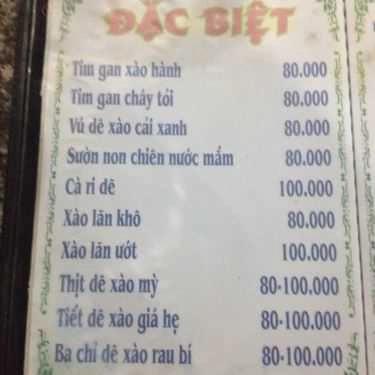 ĐẶC BIỆT
Tim gan xào hành 80.000
Tim gan cháy tỏi 80.000
Vú dê xào cải xanh 80.000
Sườn non chiên nước mắm 80.000
Cà ri dê 100.000
Xào lăn khô 80.000
Xào lăn ướt 100.000
Thịt dê xào mỳ 80-100.000
Tiết dê xào giá hẹ 80-100.000
Ba chỉ dê xào rau bí 80-100.000